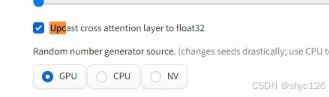 Upcast cross attention layer to float32
Random number generator source. (changes seeds drastically; use CPU t
GPU CPU NV
CSDN @shyc126